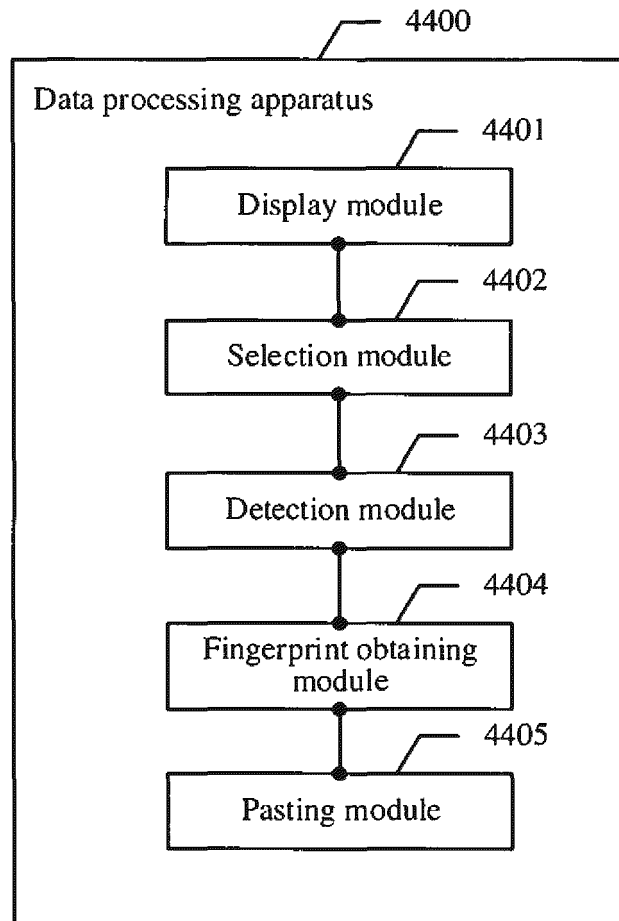 4400
Data processing apparatus
4401
Display module
4402
Selection module
4403
Detection module
4404
Fingerprint obtaining
module
4405
Pasting module